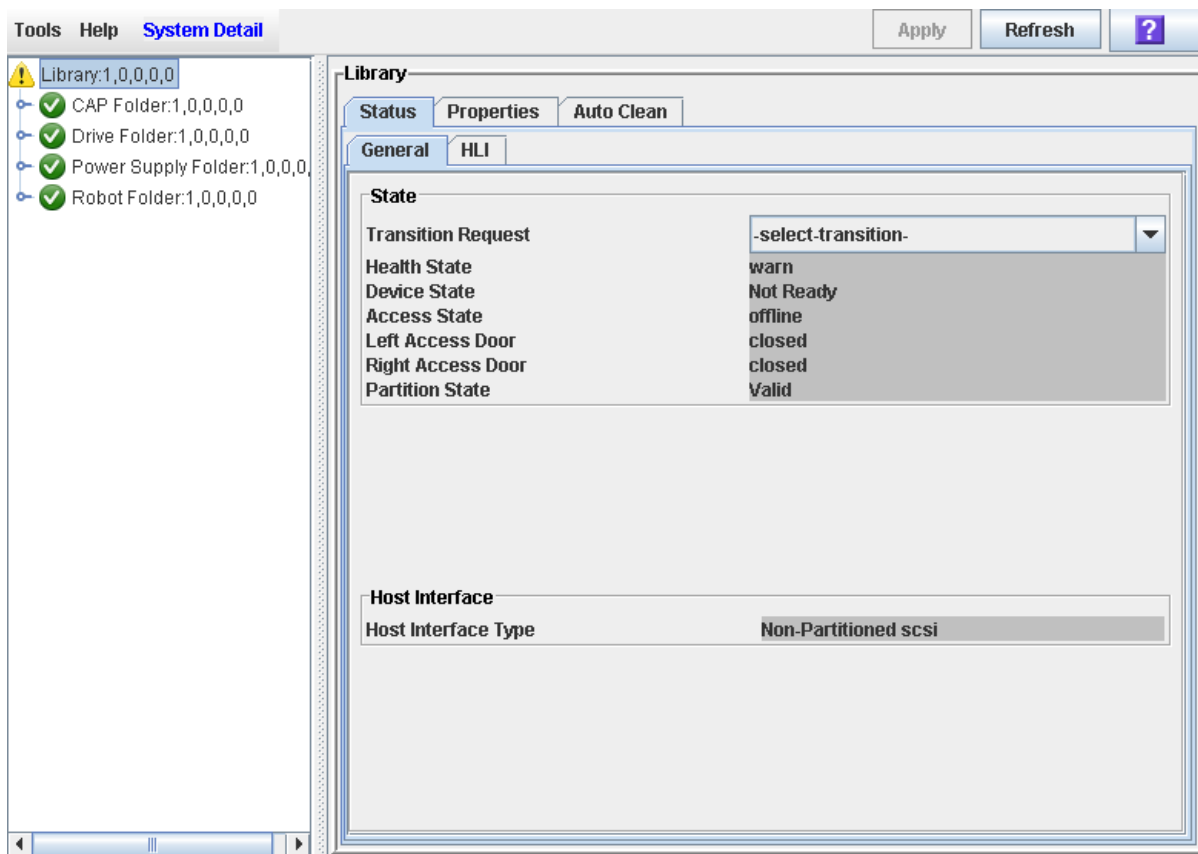 Tools Help System Detail Apply Refresh ?
Library:1,0,0,0,0
CAP Folder:1,0,0,0,0
Drive Folder:1,0,0,0,0
Power Supply Folder:1,0,0,0,
Robot Folder:1,0,0,0,0
Library
Status Properties Auto Clean
General HLI
State
Transition Request -select-transition-
Health State warn
Device State Not Ready
Access State offline
Left Access Door closed
Right Access Door closed
Partition State Valid
Host Interface
Host Interface Type Non-Partitioned scsi